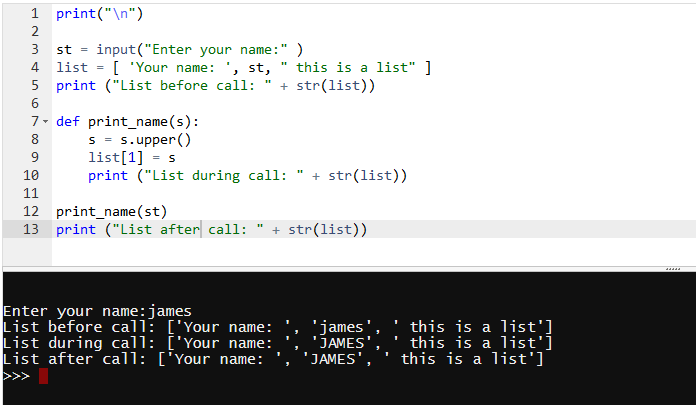 1 print("\n")
2
3 st = input("Enter your name:" )
4 list = [ 'Your name: ', st, " this is a list" ]
5 print ("List before call: " + str(list))
6
7 def print_name(s):
8     s = s.upper()
9     list[1] = s
10     print ("List during call: " + str(list))
11
12 print_name(st)
13 print ("List after call: " + str(list))
Enter your name:james
List before call: ['Your name: ', 'james', ' this is a list']
List during call: ['Your name: ', 'JAMES', ' this is a list']
List after call: ['Your name: ', 'JAMES', ' this is a list']
>>>